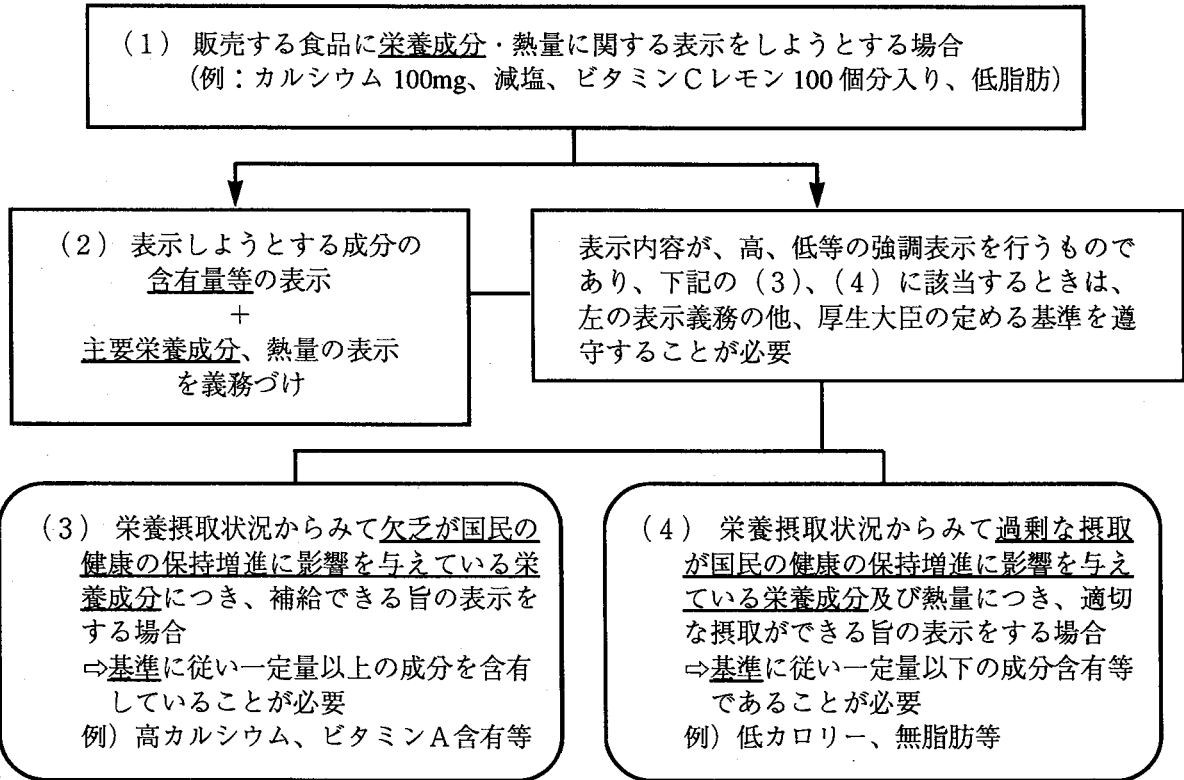 (1) 販売する食品に栄養成分・熱量に関する表示をしようとする場合
(例:カルシウム 100mg、減塩、ビタミンCレモン 100 個分入り、低脂肪)
(2) 表示しようとする成分の
含有量等の表示
+
主要栄養成分、熱量の表示
を義務づけ
表示内容が、高、低等の強調表示を行うもので
あり、下記の(3)、(4)に該当するときは、
左の表示義務の他、厚生大臣の定める基準を遵
守することが必要
(3) 栄養摂取状況からみて欠乏が国民の
健康の保持増進に影響を与えている栄
養成分につき、補給できる旨の表示を
する場合
⇨基準に従い一定量以上の成分を含有
していることが必要
例)高カルシウム、ビタミンA含有等
(4) 栄養摂取状況からみて過剰な摂取
が国民の健康の保持増進に影響を与え
ている栄養成分及び熱量につき、適切
な摂取ができる旨の表示をする場合
⇨基準に従い一定量以下の成分含有等
であることが必要
例)低カロリー、無脂肪等